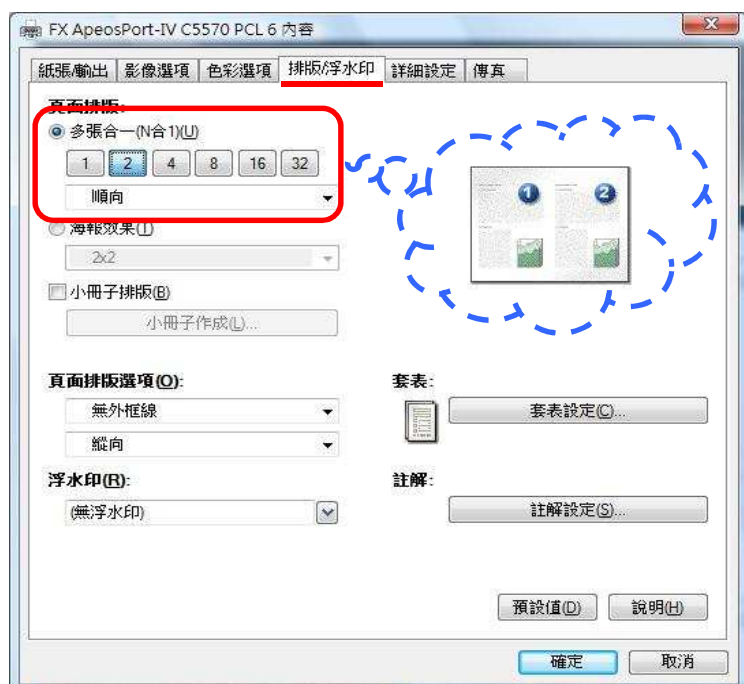 FX ApeosPort-IV C5570 PCL 6 內容
紙張/輸出 影像選項 色彩選項 排版/浮水印 詳細設定 傳真
頁面排版:
多張合一(N合1)(U)
1 2 4 8 16 32
順向
海報效果(T)
2x2
小冊子排版(B)
小冊子作成(L)...
1 2
頁面排版選項(O):
無外框線
縱向
浮水印(R):
(無浮水印)
套表:
套表設定(C)...
註解:
註解設定(S)...
預設值(D) 說明(H)
確定 取消